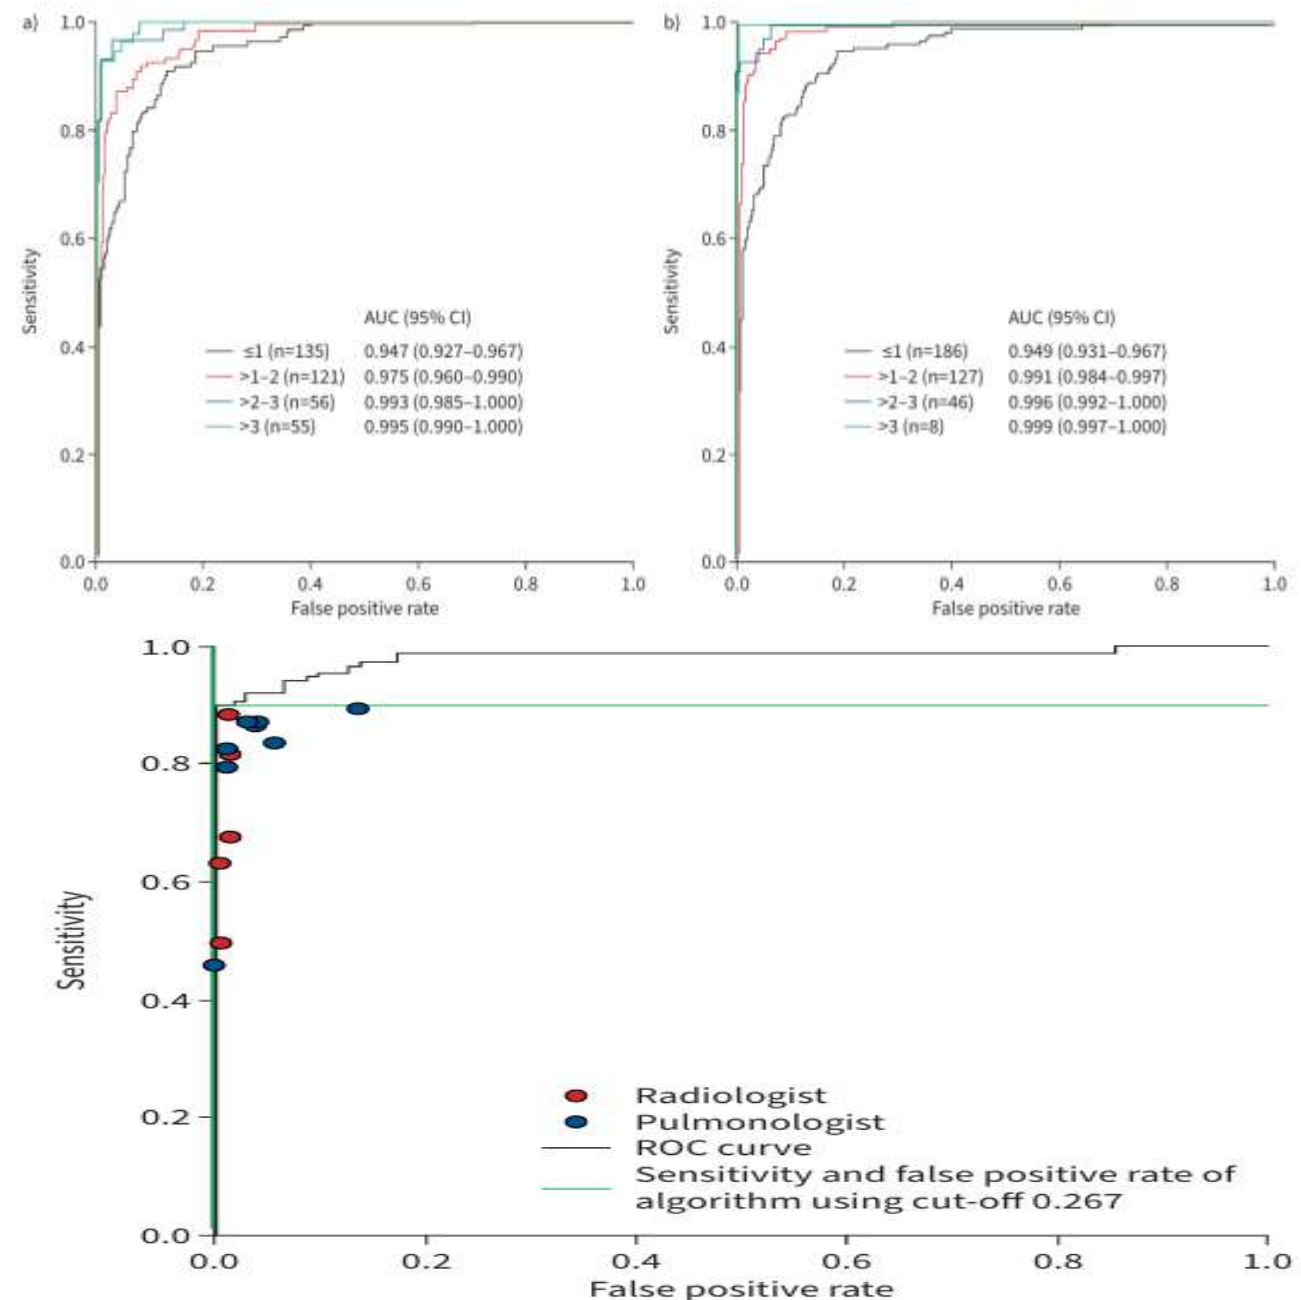 a)
1.0
0.8
0.6
0.4
0.2
0.0
Sensitivity
AUC (95% CI)
≤1 (n=135) 0.947 (0.927–0.967)
>1–2 (n=121) 0.975 (0.960–0.990)
>2–3 (n=56) 0.993 (0.985–1.000)
>3 (n=55) 0.995 (0.990–1.000)
0.0 0.2 0.4 0.6 0.8 1.0
False positive rate
b)
1.0
0.8
0.6
0.4
0.2
0.0
Sensitivity
AUC (95% CI)
≤1 (n=186) 0.949 (0.931–0.967)
>1–2 (n=127) 0.991 (0.984–0.997)
>2–3 (n=46) 0.996 (0.992–1.000)
>3 (n=8) 0.999 (0.997–1.000)
0.0 0.2 0.4 0.6 0.8 1.0
False positive rate
1.0
0.8
0.6
0.4
0.2
0.0
Sensitivity
Radiologist
Pulmonologist
ROC curve
Sensitivity and false positive rate of
algorithm using cut-off 0.267
0.0 0.2 0.4 0.6 0.8 1.0
False positive rate